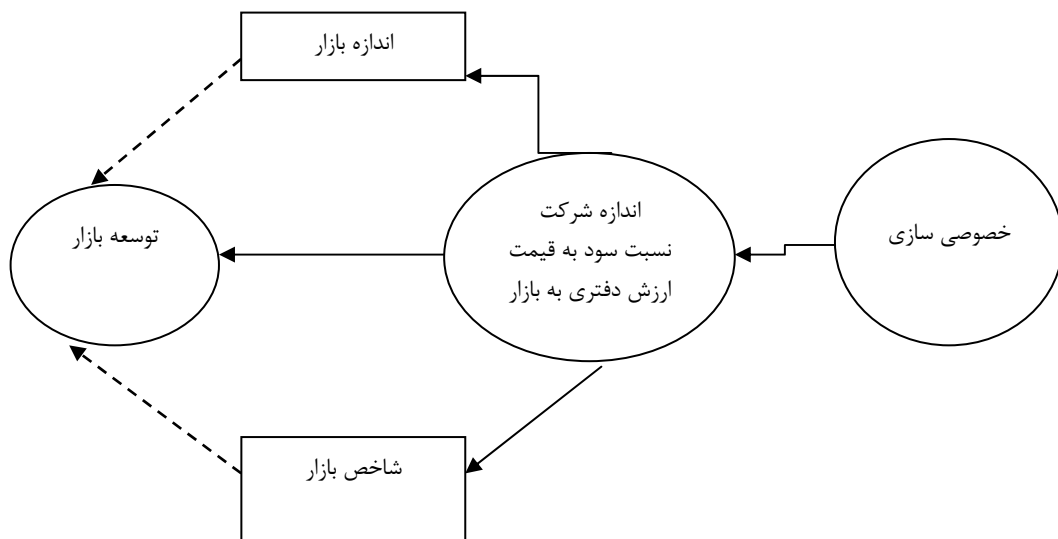 اندازه بازار
خصوصی سازی
اندازه شرکت
نسبت سود به قیمت
ارزش دفتری به بازار
توسعه بازار
شاخص بازار